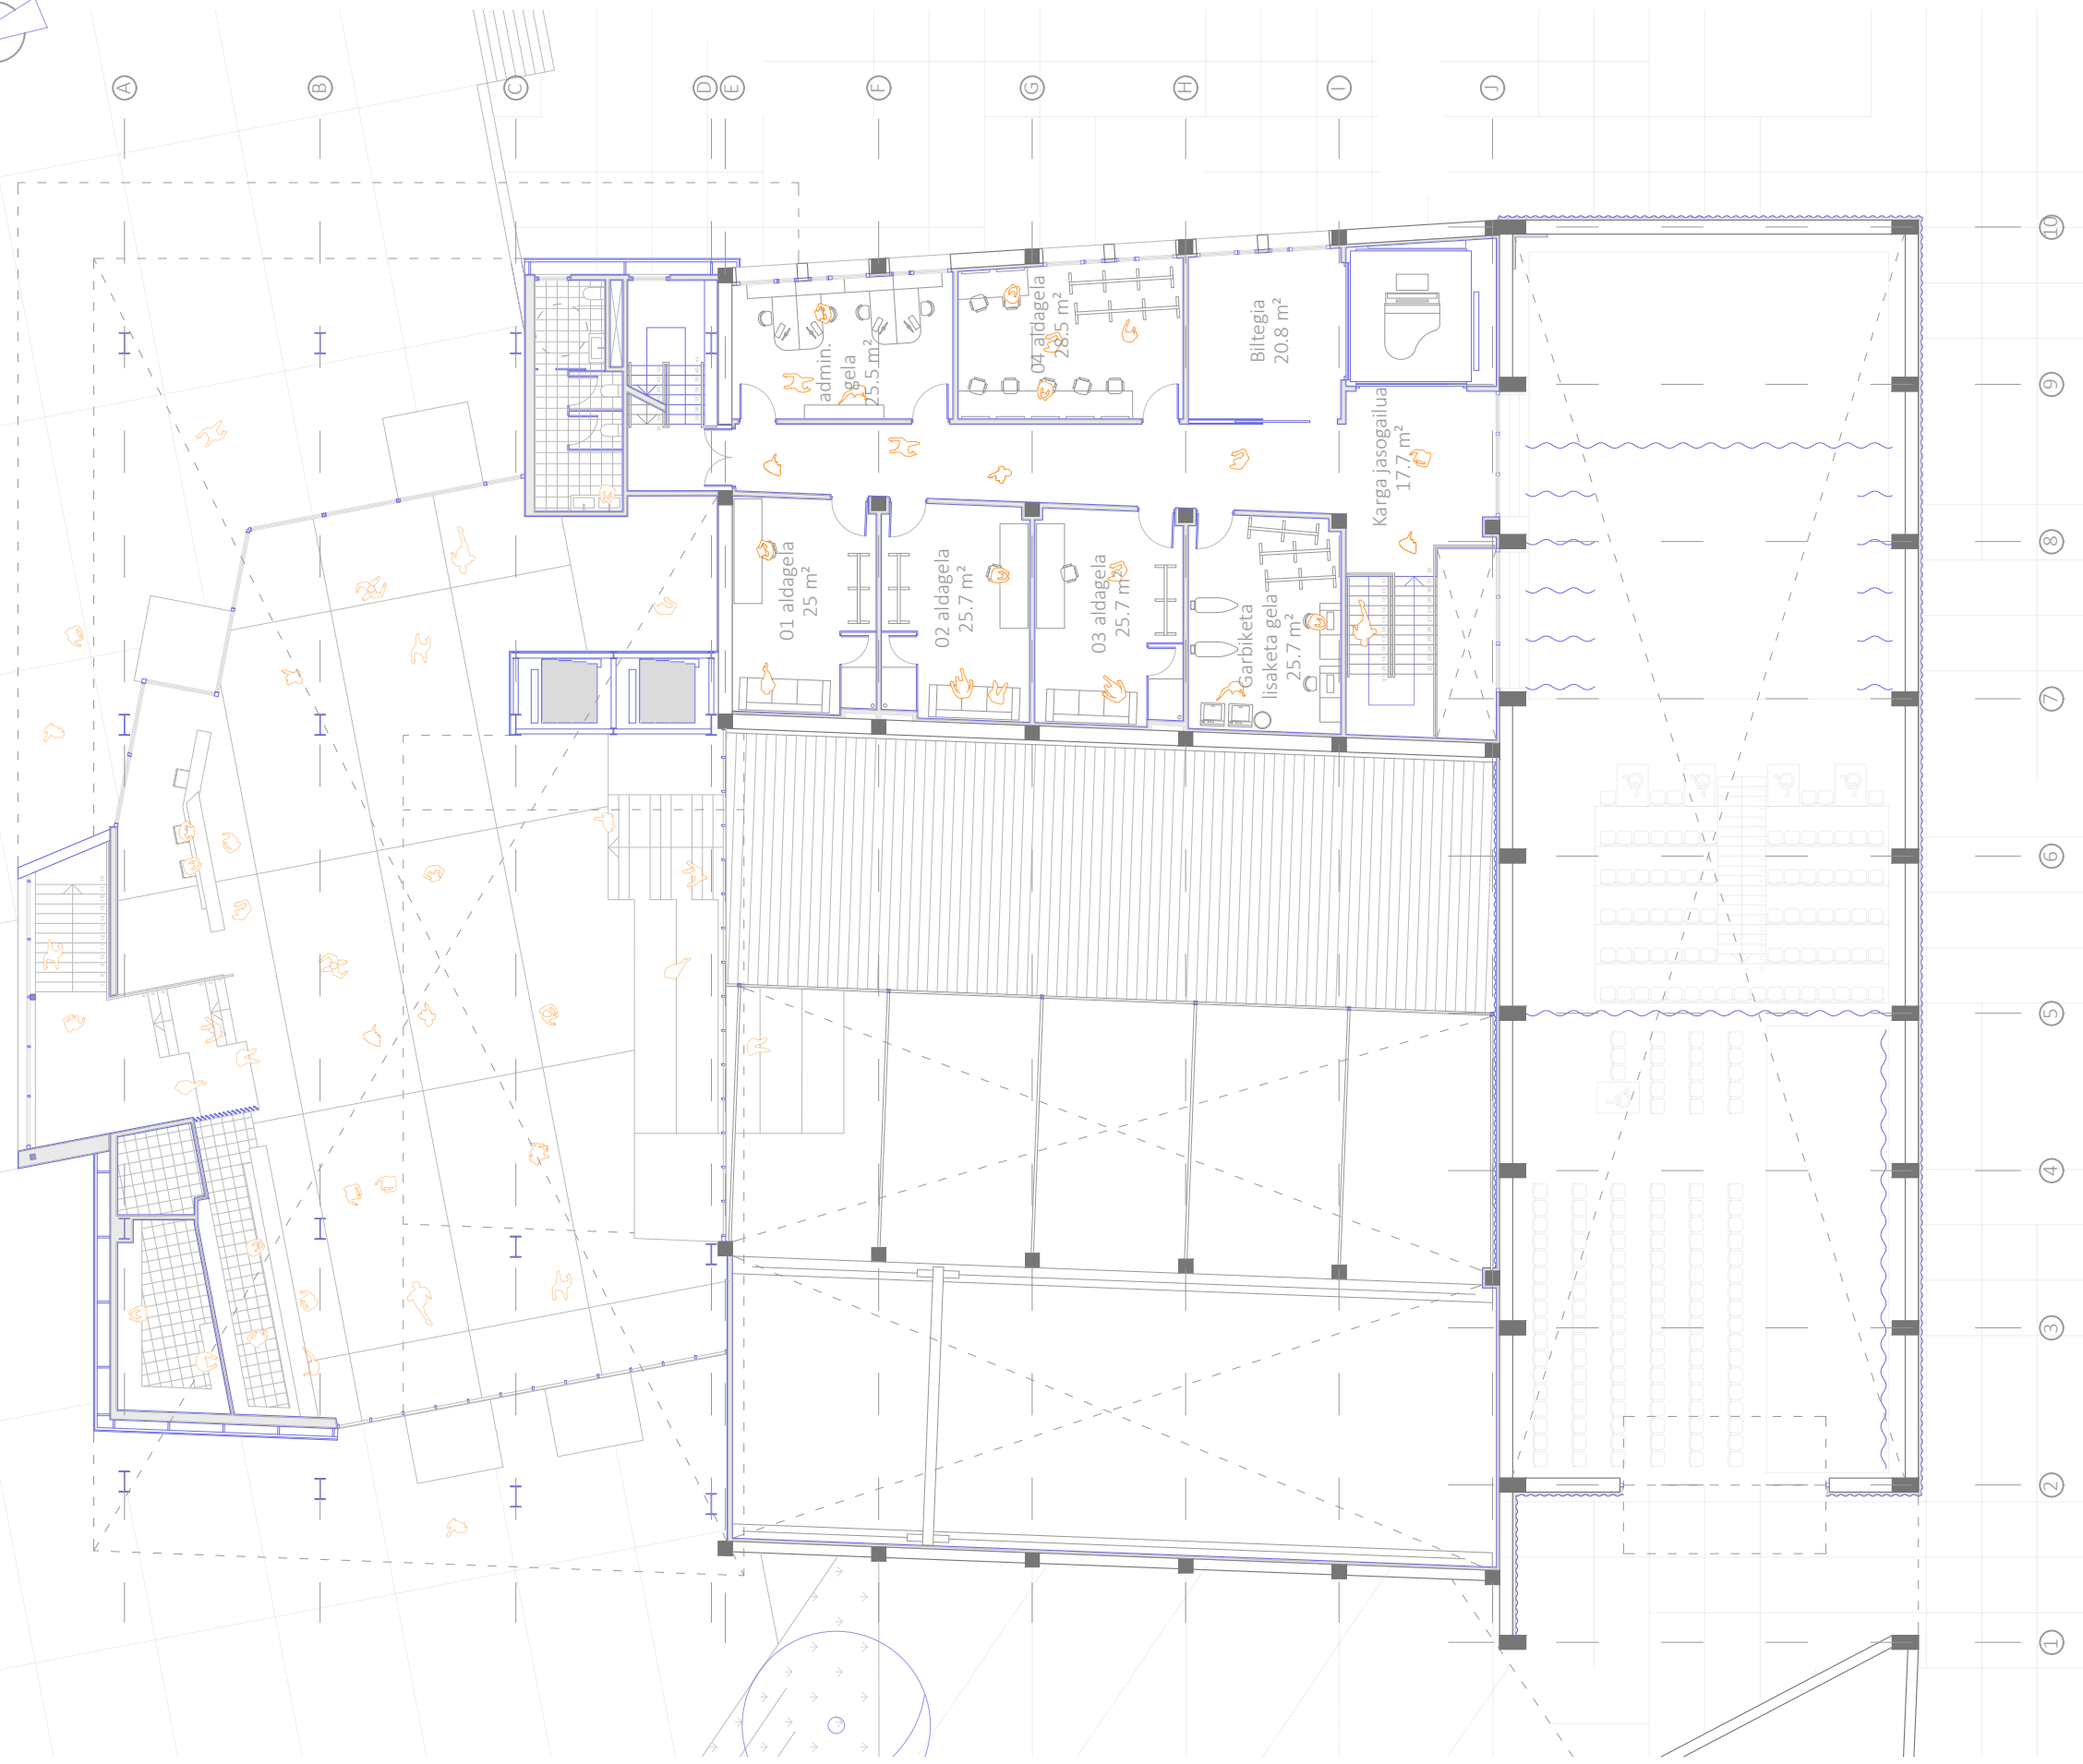 A
B
C
D
E
F
G
H
I
J
10
9
8
7
6
5
4
3
2
1
admin.
gela
25.5 m²
04 aldagela
28.5 m²
Biltegia
20.8 m²
Karga jasogailua
17.7 m²
01 aldagela
25 m²
02 aldagela
25.7 m²
03 aldagela
25.7 m²
Garbiketa
lisaketa gela
25.7 m²